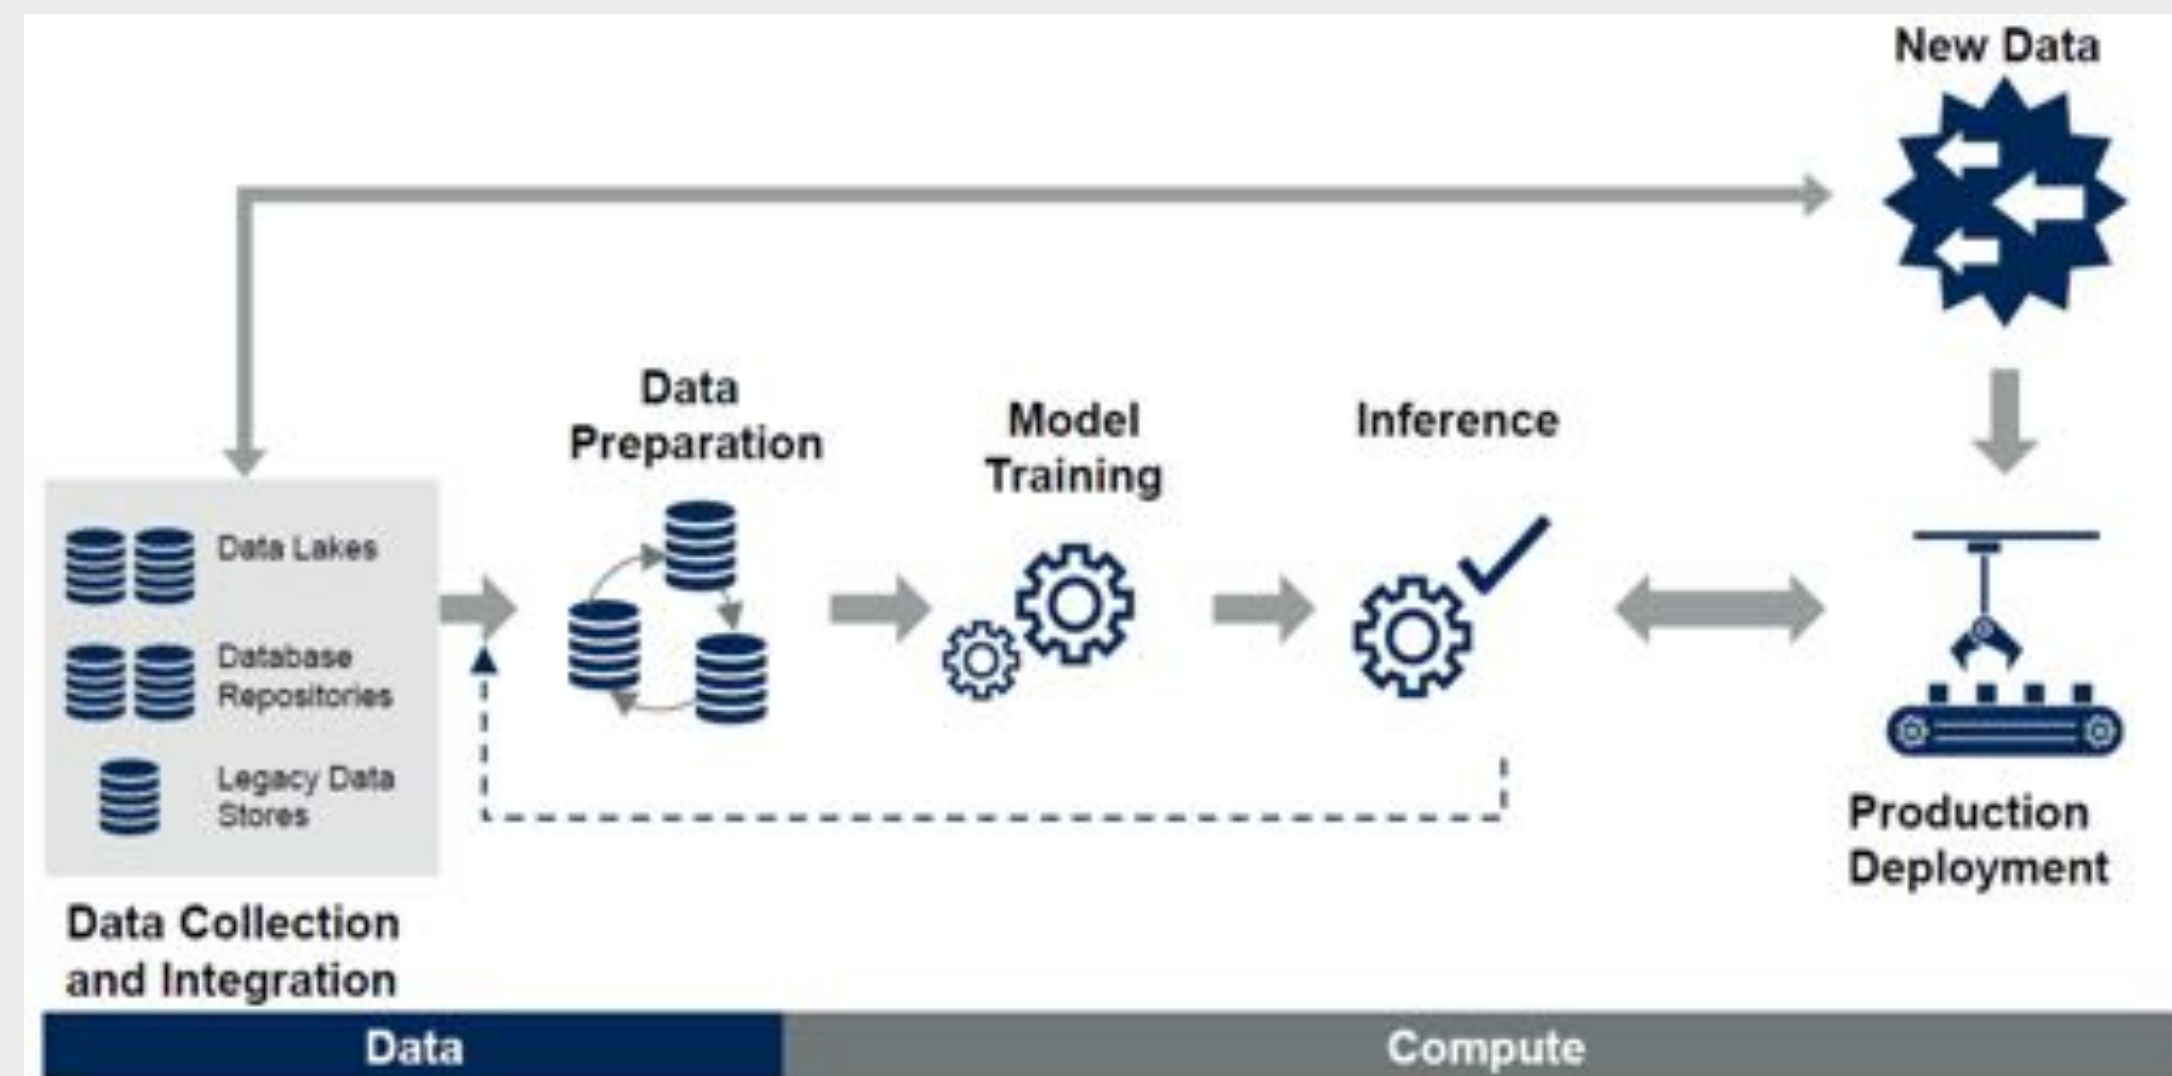 New Data
Data
Preparation
Model
Training
Inference
Data Lakes
Database
Repositories
Legacy Data
Stores
Production
Deployment
Data Collection
and Integration
Data
Compute